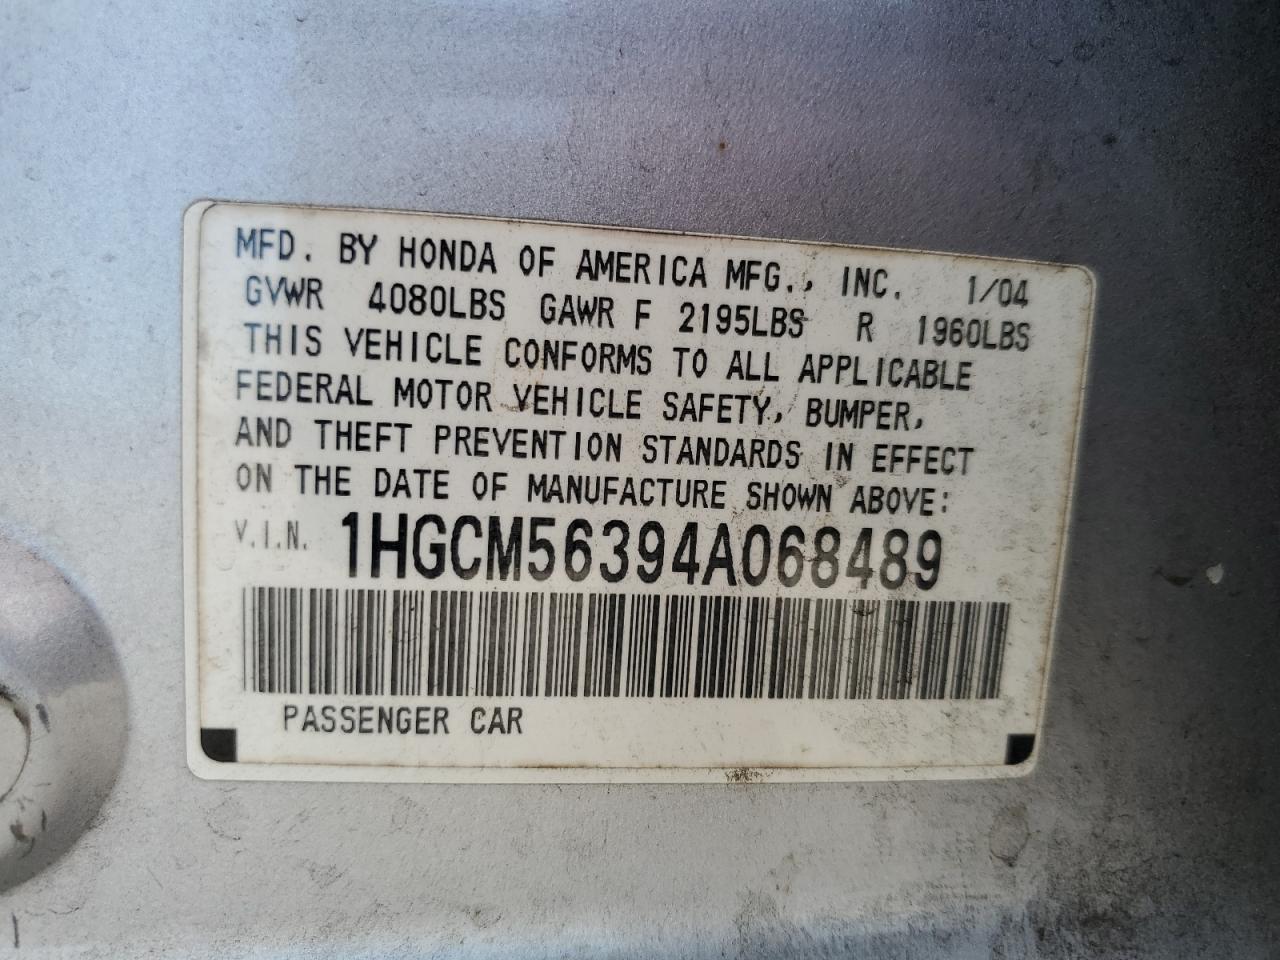 MFD. BY HONDA OF AMERICA MFG., INC. 1/04
GVWR 4080LBS GAWR F 2195LBS R 1960LBS
THIS VEHICLE CONFORMS TO ALL APPLICABLE
FEDERAL MOTOR VEHICLE SAFETY, BUMPER,
AND THEFT PREVENTION STANDARDS IN EFFECT
ON THE DATE OF MANUFACTURE SHOWN ABOVE:
V.I.N. 1HGCM56394A068489
PASSENGER CAR